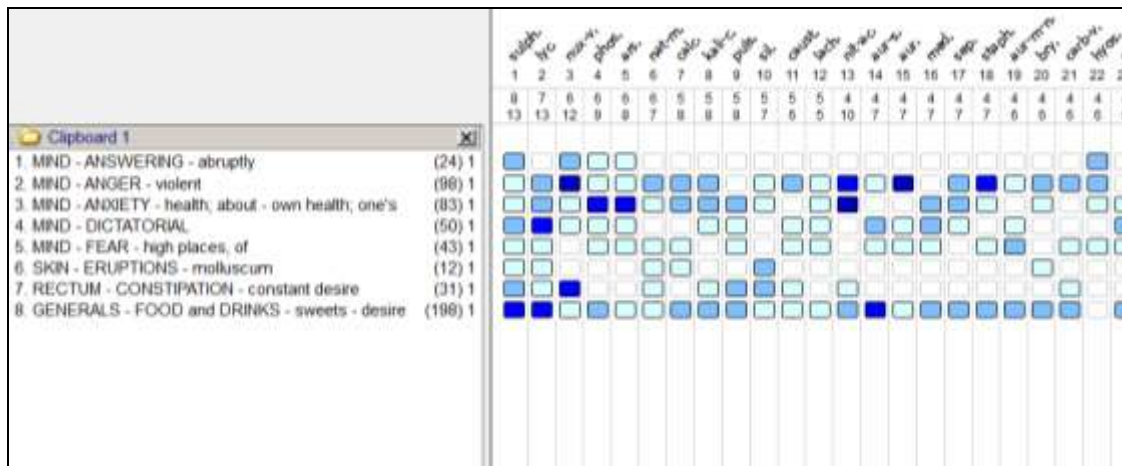 sulph. lyc. nux-v. phos. ars. nat-m. calc. kali-c. puls. sil. caust. lach. nit-ac. aur-s. aur. med. sep. staph. aur-m-n. bry. carb-v. hyos.
1 2 3 4 5 6 7 8 9 10 11 12 13 14 15 16 17 18 19 20 21 22
8 7 6 6 6 6 5 5 5 5 5 5 4 4 4 4 4 4 4 4 4 4
13 13 12 9 8 7 8 8 8 7 6 5 10 7 7 7 7 7 6 6 6 6
Clipboard 1 X
1. MIND - ANSWERING - abruptly (24) 1
2. MIND - ANGER - violent (98) 1
3. MIND - ANXIETY - health; about - own health; one's (83) 1
4. MIND - DICTATORIAL (50) 1
5. MIND - FEAR - high places, of (43) 1
6. SKIN - ERUPTIONS - molluscum (12) 1
7. RECTUM - CONSTIPATION - constant desire (31) 1
8. GENERALS - FOOD and DRINKS - sweets - desire (198) 1